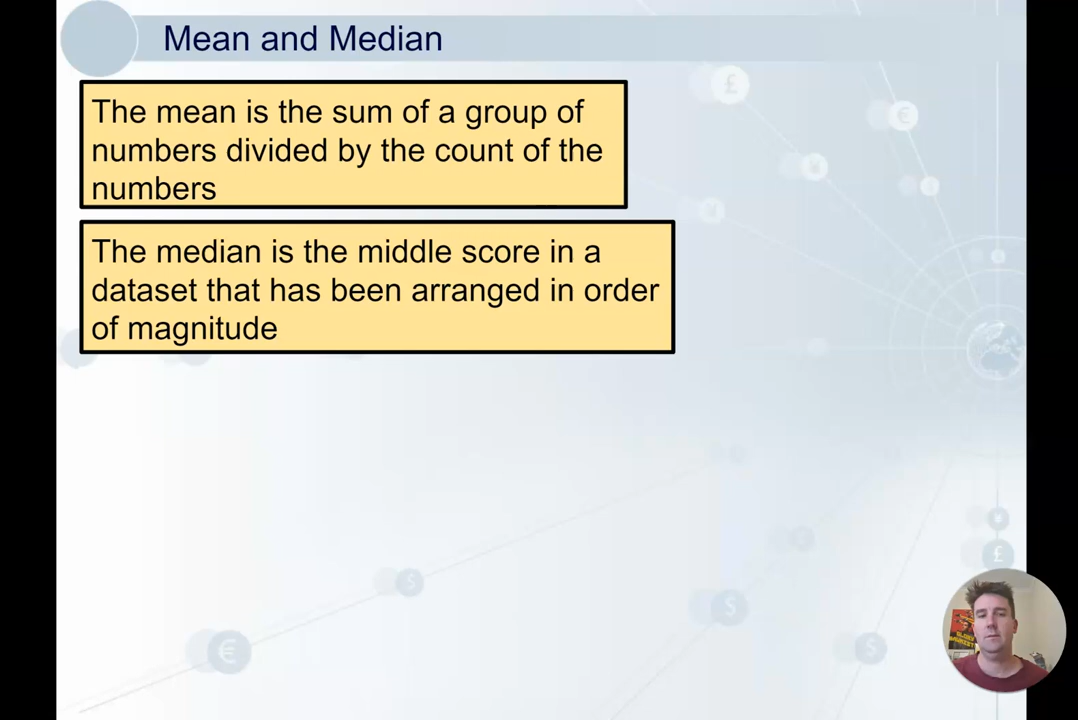 Mean and Median
The mean is the sum of a group of
numbers divided by the count of the
numbers
The median is the middle score in a
dataset that has been arranged in order
of magnitude